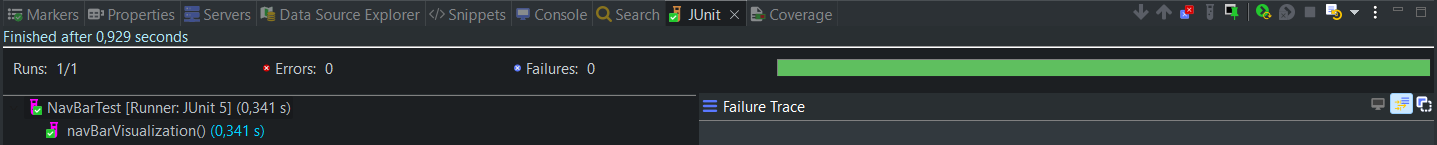 Markers Properties Servers Data Source Explorer Snippets Console Search JUnit Coverage
Finished after 0,929 seconds
Runs: 1/1 Errors: 0 Failures: 0
NavBarTest [Runner: JUnit 5] (0,341 s)
Failure Trace
navBarVisualization() (0,341 s)